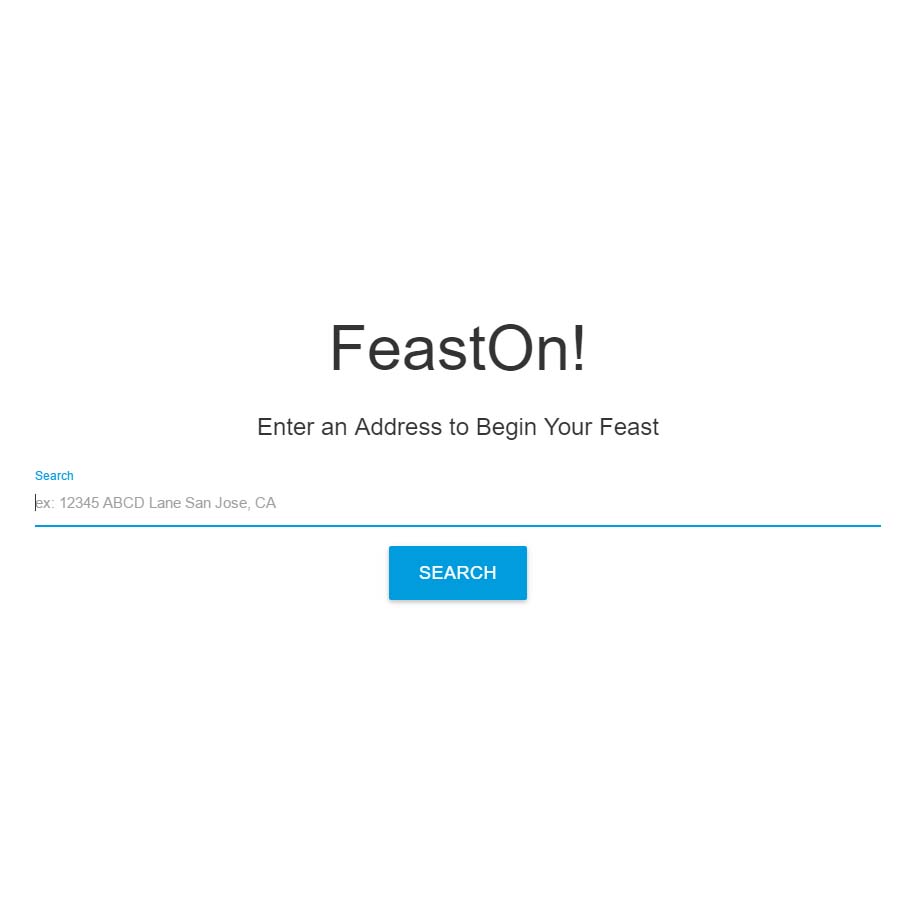 FeastOn!
Enter an Address to Begin Your Feast
Search
ex: 12345 ABCD Lane San Jose, CA
SEARCH